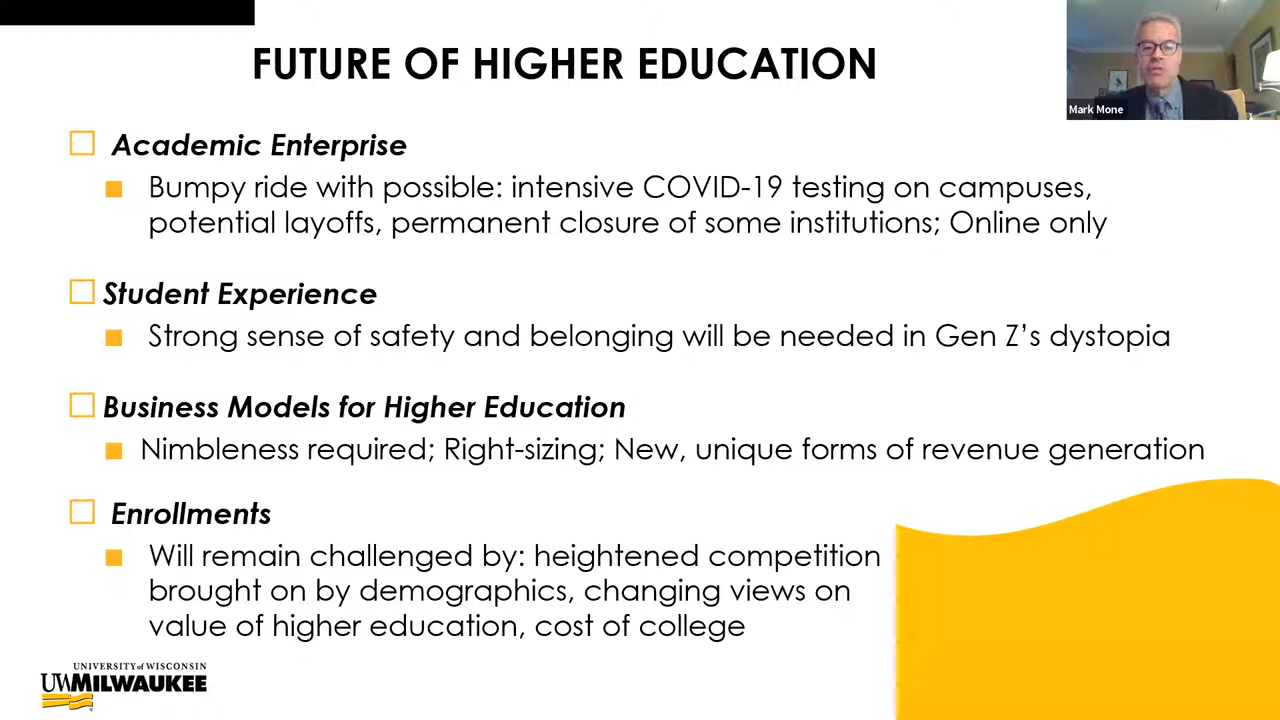 FUTURE OF HIGHER EDUCATION
Mark Mone
Academic Enterprise
Bumpy ride with possible: intensive COVID-19 testing on campuses,
potential layoffs, permanent closure of some institutions; Online only
Student Experience
Strong sense of safety and belonging will be needed in Gen Z’s dystopia
Business Models for Higher Education
Nimbleness required; Right-sizing; New, unique forms of revenue generation
Enrollments
Will remain challenged by: heightened competition
brought on by demographics, changing views on
value of higher education, cost of college
UNIVERSITY of WISCONSIN
UWMILWAUKEE